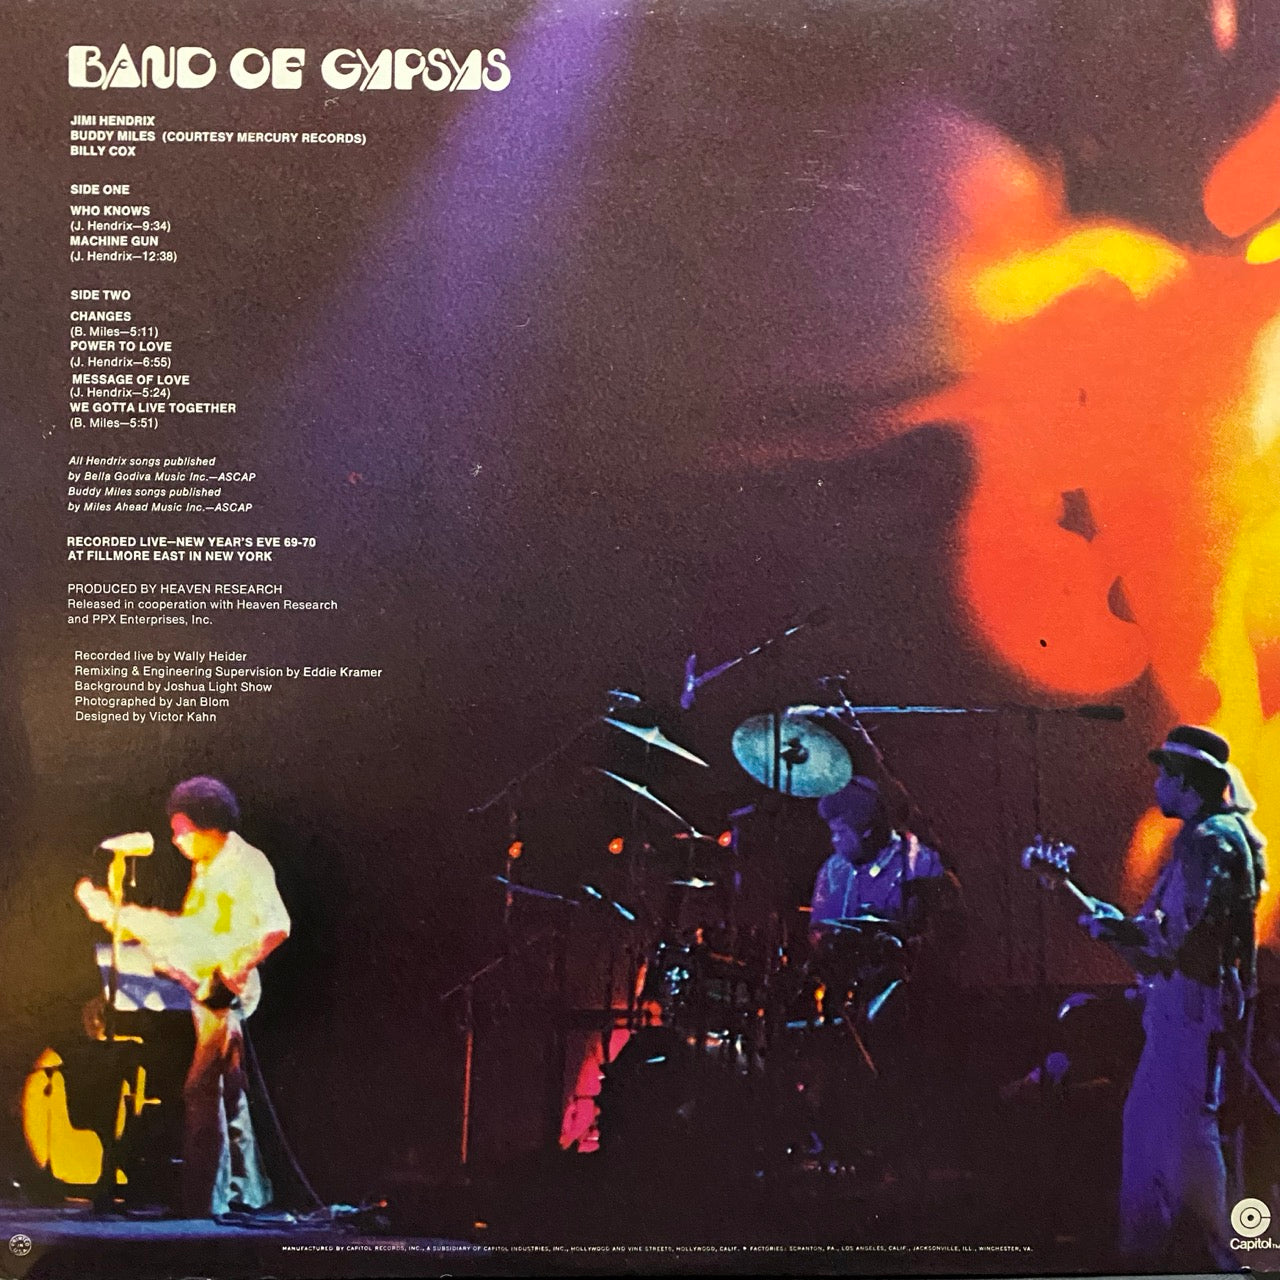 BAND OF GYPSYS
JIMI HENDRIX
BUDDY MILES (COURTESY MERCURY RECORDS)
BILLY COX
SIDE ONE
WHO KNOWS
(J. Hendrix—9:34)
MACHINE GUN
(J. Hendrix—12:38)
SIDE TWO
CHANGES
(B. Miles—5:11)
POWER TO LOVE
(J. Hendrix—6:55)
MESSAGE OF LOVE
(J. Hendrix—5:24)
WE GOTTA LIVE TOGETHER
(B. Miles—5:51)
All Hendrix songs published
by Bella Godiva Music Inc.—ASCAP
Buddy Miles songs published
by Miles Ahead Music Inc.—ASCAP
RECORDED LIVE—NEW YEAR'S EVE 69-70
AT FILLMORE EAST IN NEW YORK
PRODUCED BY HEAVEN RESEARCH
Released in cooperation with Heaven Research
and PPX Enterprises, Inc.
Recorded live by Wally Heider
Remixing & Engineering Supervision by Eddie Kramer
Background by Joshua Light Show
Photographed by Jan Blom
Designed by Victor Kahn
MANUFACTURED BY CAPITOL RECORDS, INC., A SUBSIDIARY OF CAPITOL INDUSTRIES, INC., HOLLYWOOD AND VINE STREETS, HOLLYWOOD, CALIF. • FACTORIES: SCRANTON, PA., LOS ANGELES, CALIF., JACKSONVILLE, ILL., WINCHESTER, VA.
Capitol TM